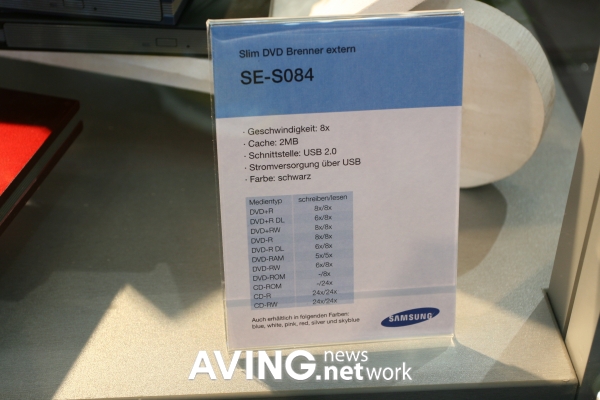 Slim DVD Brenner extern
SE-S084
· Geschwindigkeit: 8x
· Cache: 2MB
· Schnittstelle: USB 2.0
· Stromversorgung über USB
· Farbe: schwarz
Medientyp schreiben/lesen
DVD+R 8x/8x
DVD+R DL 6x/8x
DVD+RW 8x/8x
DVD-R 8x/8x
DVD-R DL 6x/8x
DVD-RAM 5x/5x
DVD-RW 6x/8x
DVD-ROM -/8x
CD-ROM -/24x
CD-R 24x/24x
CD-RW 24x/24x
Auch erhältlich in folgenden Farben:
blue, white, pink, red, silver und skyblue
SAMSUNG
AVING.news network